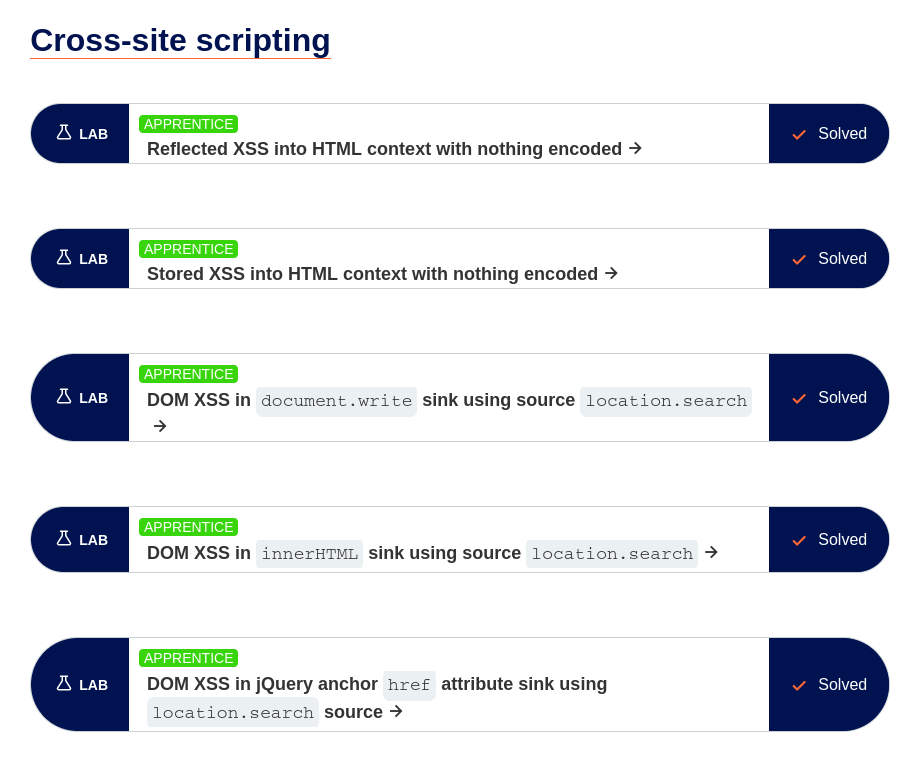 Cross-site scripting
LAB
APPRENTICE
Reflected XSS into HTML context with nothing encoded →
Solved
LAB
APPRENTICE
Stored XSS into HTML context with nothing encoded →
Solved
LAB
APPRENTICE
DOM XSS in document.write sink using source location.search
→
Solved
LAB
APPRENTICE
DOM XSS in innerHTML sink using source location.search →
Solved
LAB
APPRENTICE
DOM XSS in jQuery anchor href attribute sink using
location.search source →
Solved